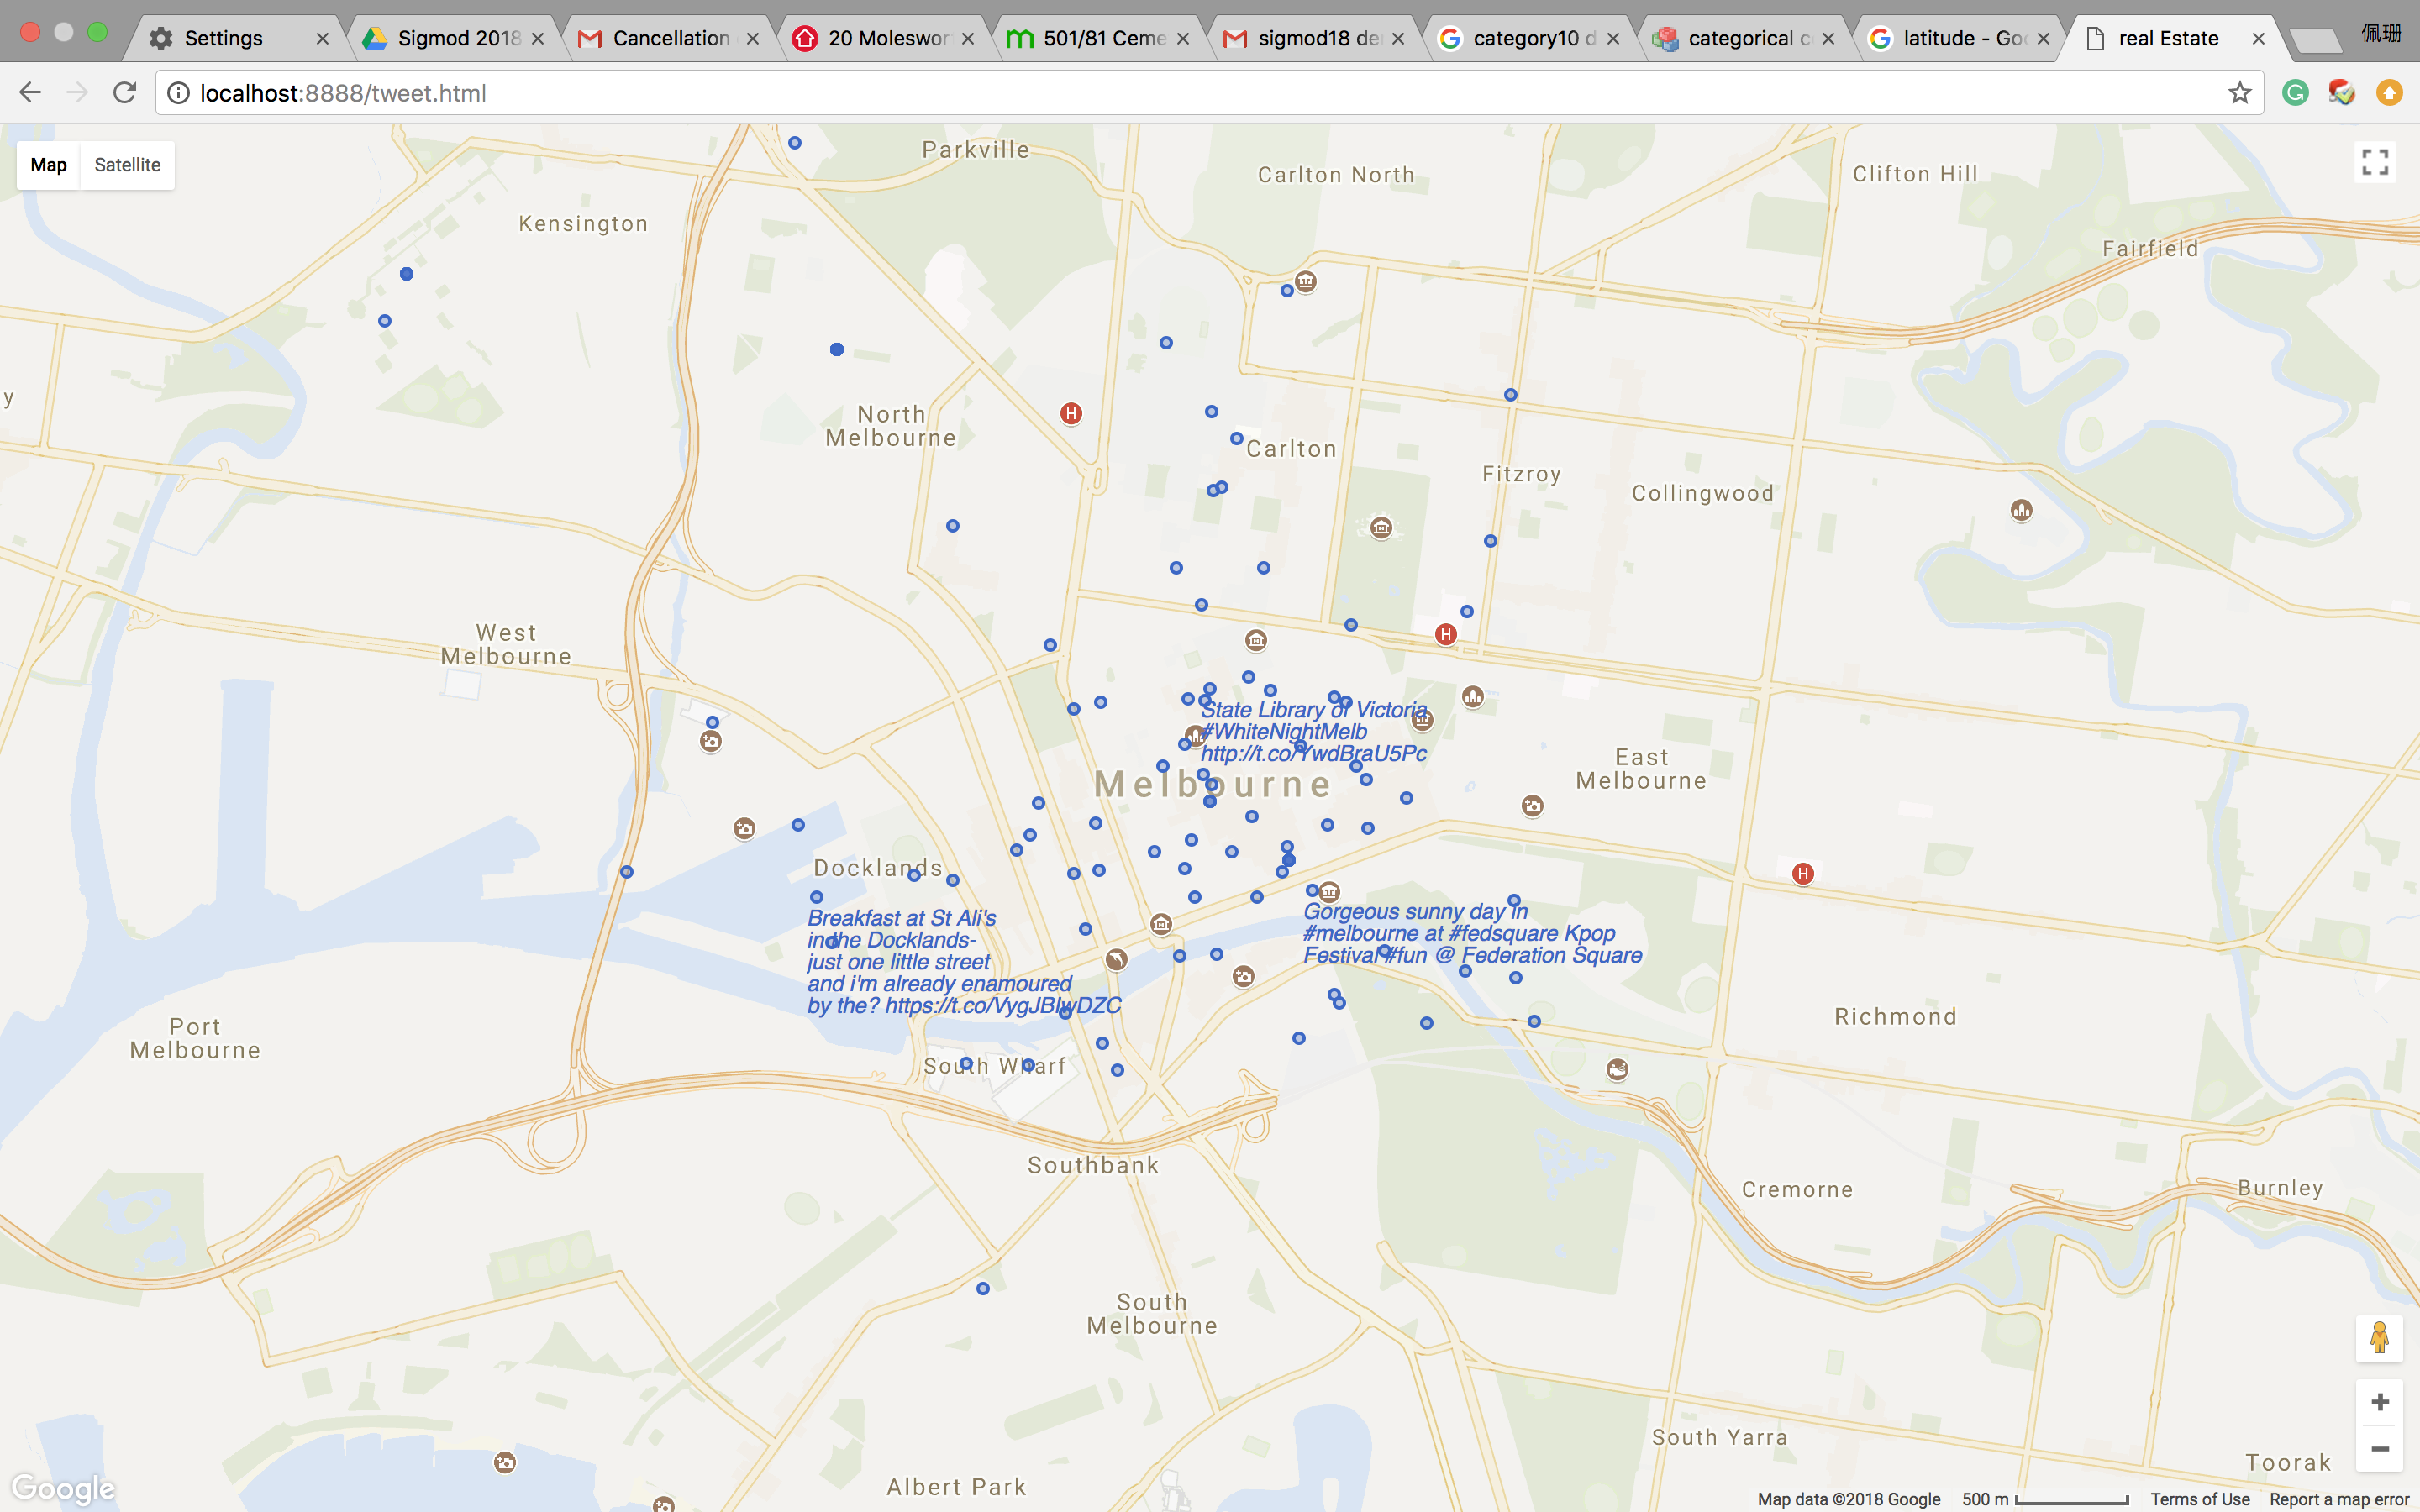 Settings
Sigmod 2018
Cancellation
20 Moleswor
501/81 Ceme
sigmod18 de
category10 d
categorical c
latitude - Goo
real Estate
佩珊
localhost:8888/tweet.html
Map
Satellite
Parkville
Carlton North
Clifton Hill
Kensington
Fairfield
y
North
Melbourne
Carlton
Fitzroy
Collingwood
H
H
West
Melbourne
State Library of Victoria
#WhiteNightMelb
http://t.co/YwdBraU5Pc
Melbourne
East
Melbourne
Docklands
H
Breakfast at St Ali's
in the Docklands-
just one little street
and i'm already enamoured
by the? https://t.co/VygJBIwDZC
Gorgeous sunny day in
#melbourne at #fedsquare Kpop
Festival #fun @ Federation Square
Port
Melbourne
Richmond
South Wharf
Southbank
Cremorne
Burnley
South
Melbourne
South Yarra
Toorak
Albert Park
Google
Map data ©2018 Google
500 m
Terms of Use
Report a map error